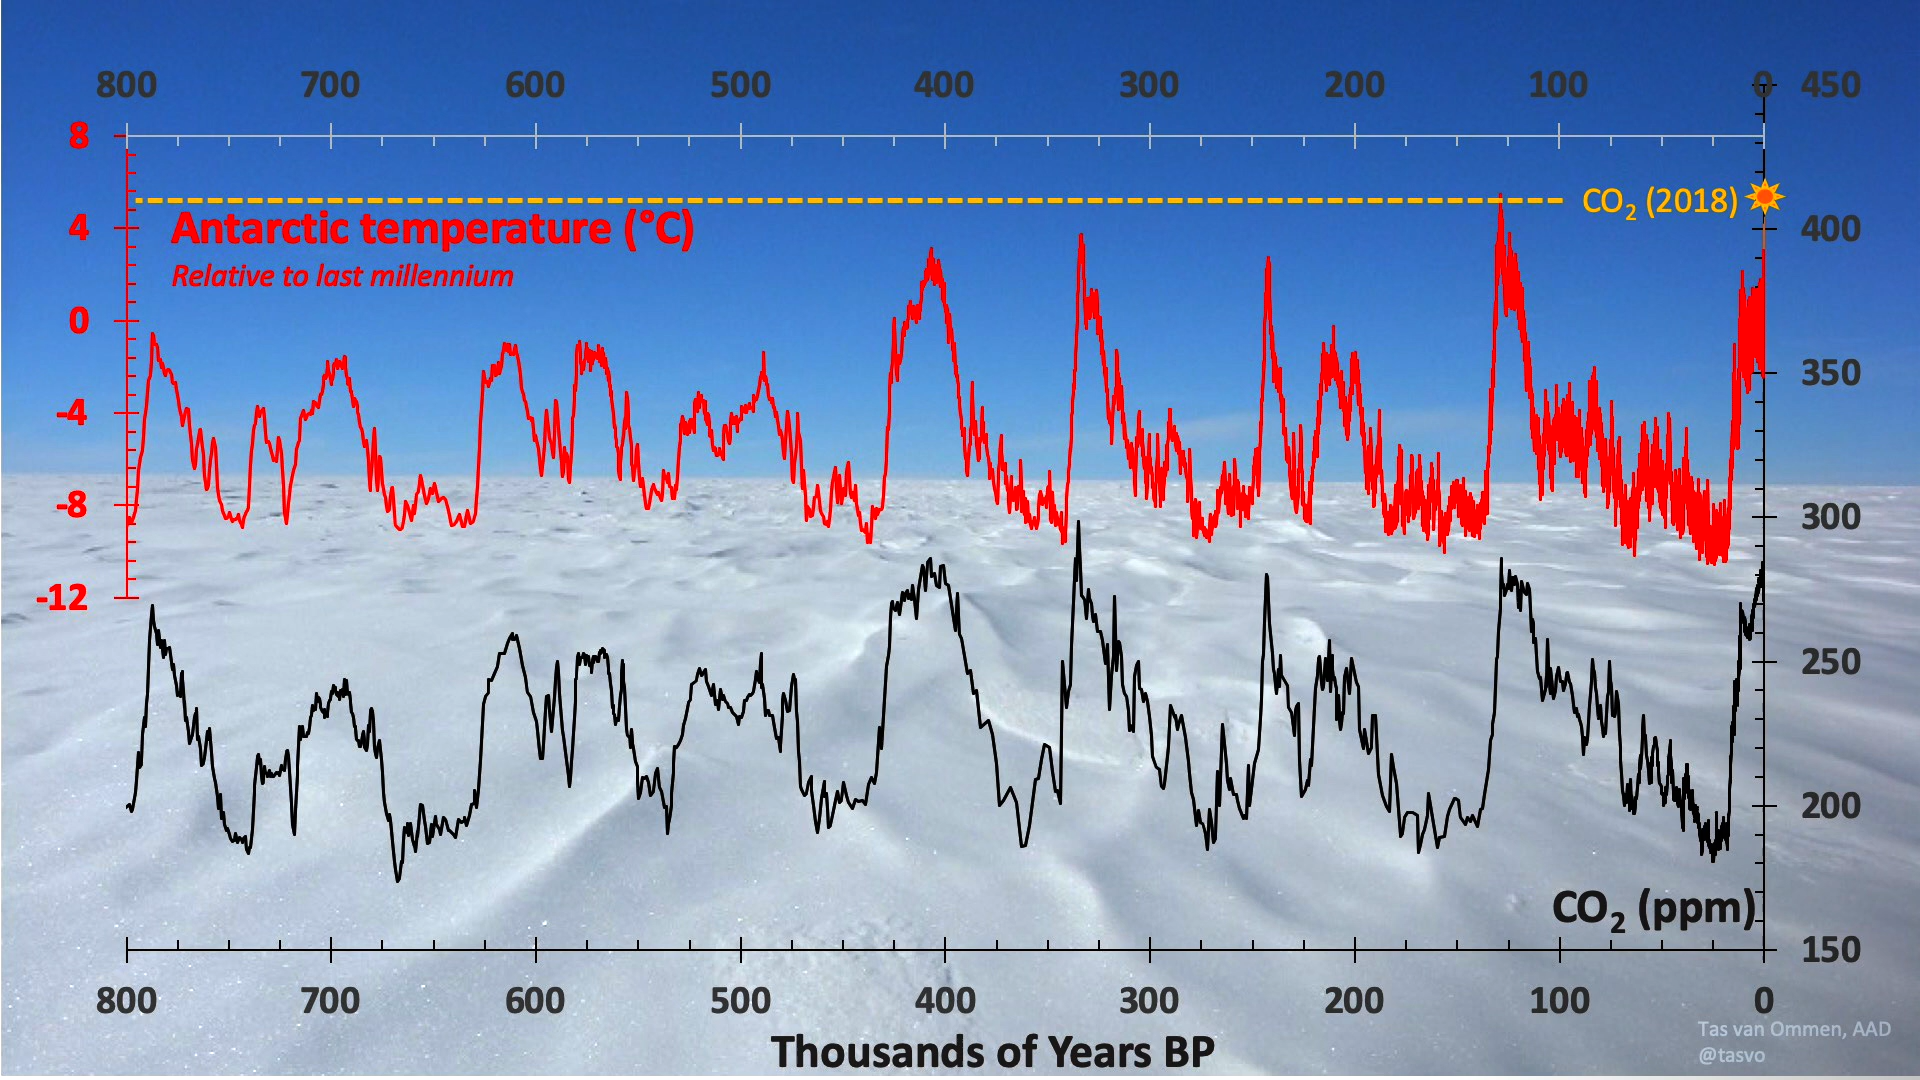 800 700 600 500 400 300 200 100 0 450
8
CO2 (2018)
4 Antarctic temperature (°C) 400
Relative to last millennium
0
350
-4
-8 300
-12
250
200
CO2 (ppm)
150
800 700 600 500 400 300 200 100 0
Thousands of Years BP
Tas van Ommen, AAD
@tasvo